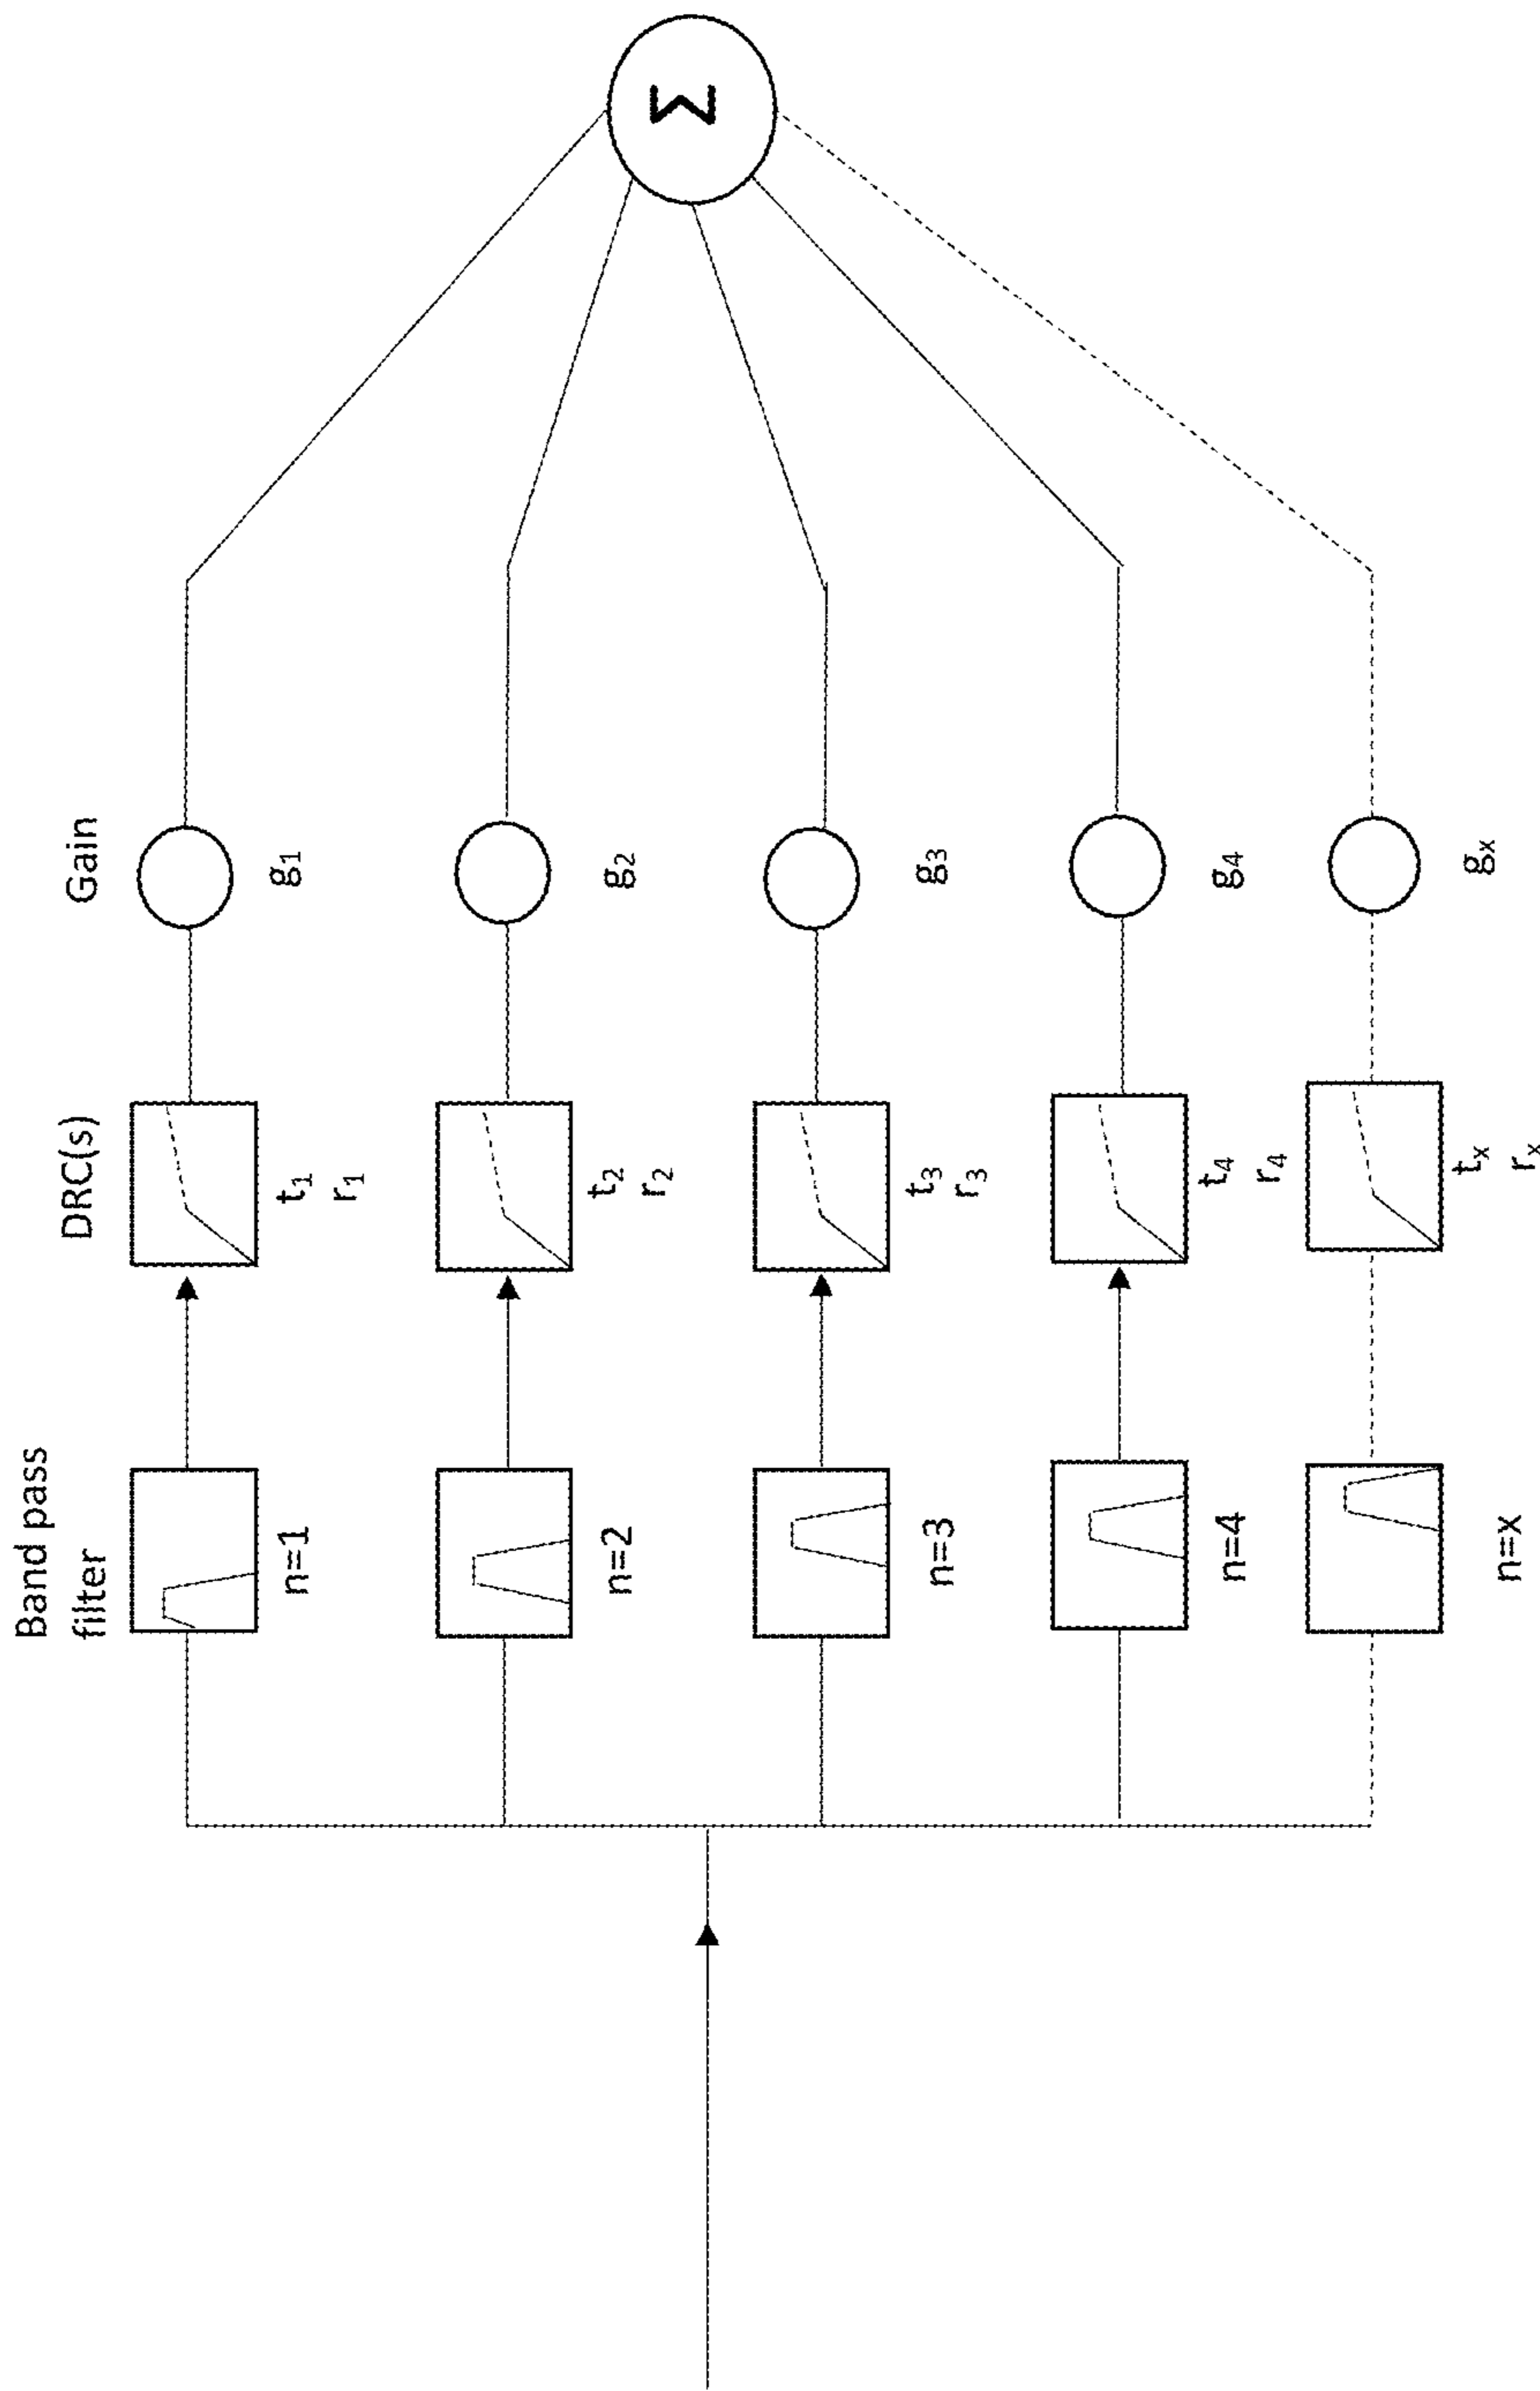 Band pass
filter
DRC(s)
Gain
n=1
t₁
r₁
g₁
n=2
t₂
r₂
g₂
n=3
t₃
r₃
g₃
n=4
t₄
r₄
g₄
n=x
tₓ
rₓ
gₓ
Σ